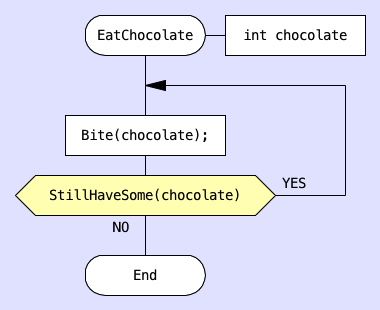 EatChocolate
int chocolate
Bite(chocolate);
YES
StillHaveSome(chocolate)
NO
End